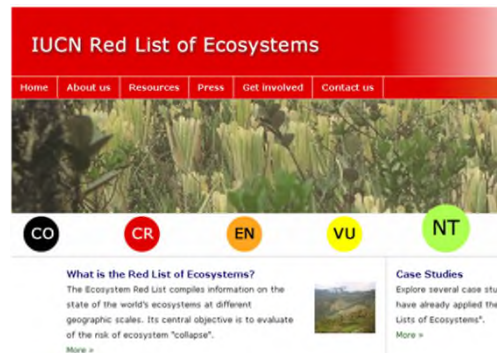 IUCN Red List of Ecosystems
Home About us Resources Press Get involved Contact us
CO CR EN VU NT
What is the Red List of Ecosystems?
The Ecosystem Red List compiles information on the
state of the world's ecosystems at different
geographic scales. Its central objective is to evaluate
of the risk of ecosystem "collapse".
More »
Case Studies
Explore several case stu
have already applied the
Lists of Ecosystems".
More »